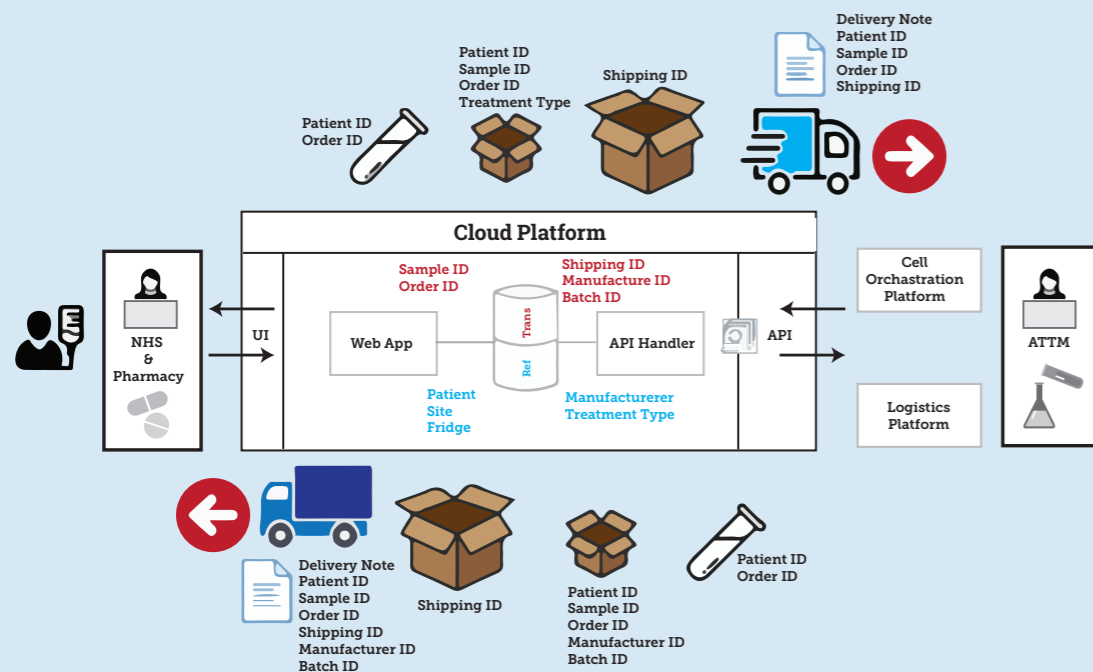 Delivery Note
Patient ID
Sample ID
Order ID
Shipping ID
Patient ID
Sample ID
Order ID
Treatment Type
Shipping ID
Patient ID
Order ID
Cloud Platform
Sample ID
Order ID
Shipping ID
Manufacture ID
Batch ID
Cell
Orchastration
Platform
NHS
&
Pharmacy
UI
Web App
Trans
Ref
API Handler
API
ATTM
Patient
Site
Fridge
Manufacturerer
Treatment Type
Logistics
Platform
Delivery Note
Patient ID
Sample ID
Order ID
Shipping ID
Manufacturer ID
Batch ID
Shipping ID
Patient ID
Sample ID
Order ID
Manufacturer ID
Batch ID
Patient ID
Order ID